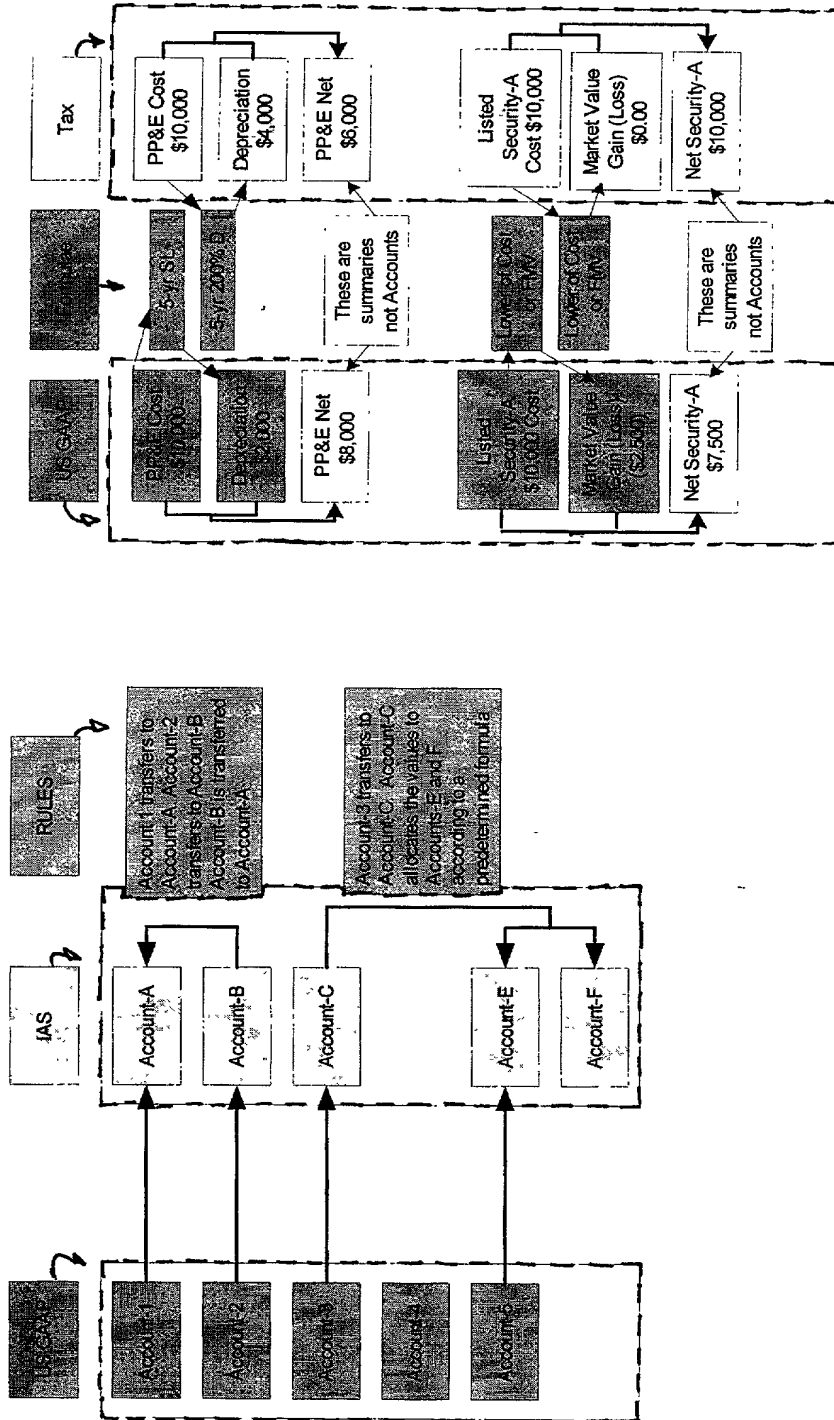 US GAAP
IAS
RULES
Account-1
Account-2
Account-3
Account-4
Account-5
Account-A
Account-B
Account-C
Account-E
Account-F
Account 1 transfers to
Account-A Account-2
transfers to Account-B
Account-B is transferred
to Account-A
Account-3 transfers to
Account-C. Account-C
allocates the values to
Accounts-E and F
according to a
predetermined formula
US GAAP
Tax
PP&E Cost
$10,000
Depreciation
$2,000
PP&E Net
$8,000
5-yr SL
5-yr 200% D
PP&E Cost
$10,000
Depreciation
$4,000
PP&E Net
$6,000
These are
summaries
not Accounts
Listed
Security-A
$10,000 Cost
Market Value
Gain (Loss)
($2,500)
Net Security-A
$7,500
Lower of Cost
or FMV
Lower of Cost
or FMV
Listed
Security-A
Cost $10,000
Market Value
Gain (Loss)
$0.00
Net Security-A
$10,000
These are
summaries
not Accounts